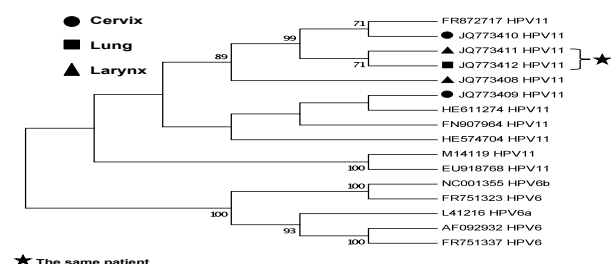 Cervix
Lung
Larynx
71
FR872717 HPV11
JQ773410 HPV11
99
JQ773411 HPV11
89
71
JQ773412 HPV11
JQ773408 HPV11
JQ773409 HPV11
HE611274 HPV11
FN907964 HPV11
HE574704 HPV11
M14119 HPV11
100
EU918768 HPV11
100
NC001355 HPV6b
FR751323 HPV6
100
L41216 HPV6a
93
AF092932 HPV6
100
FR751337 HPV6
The same patient